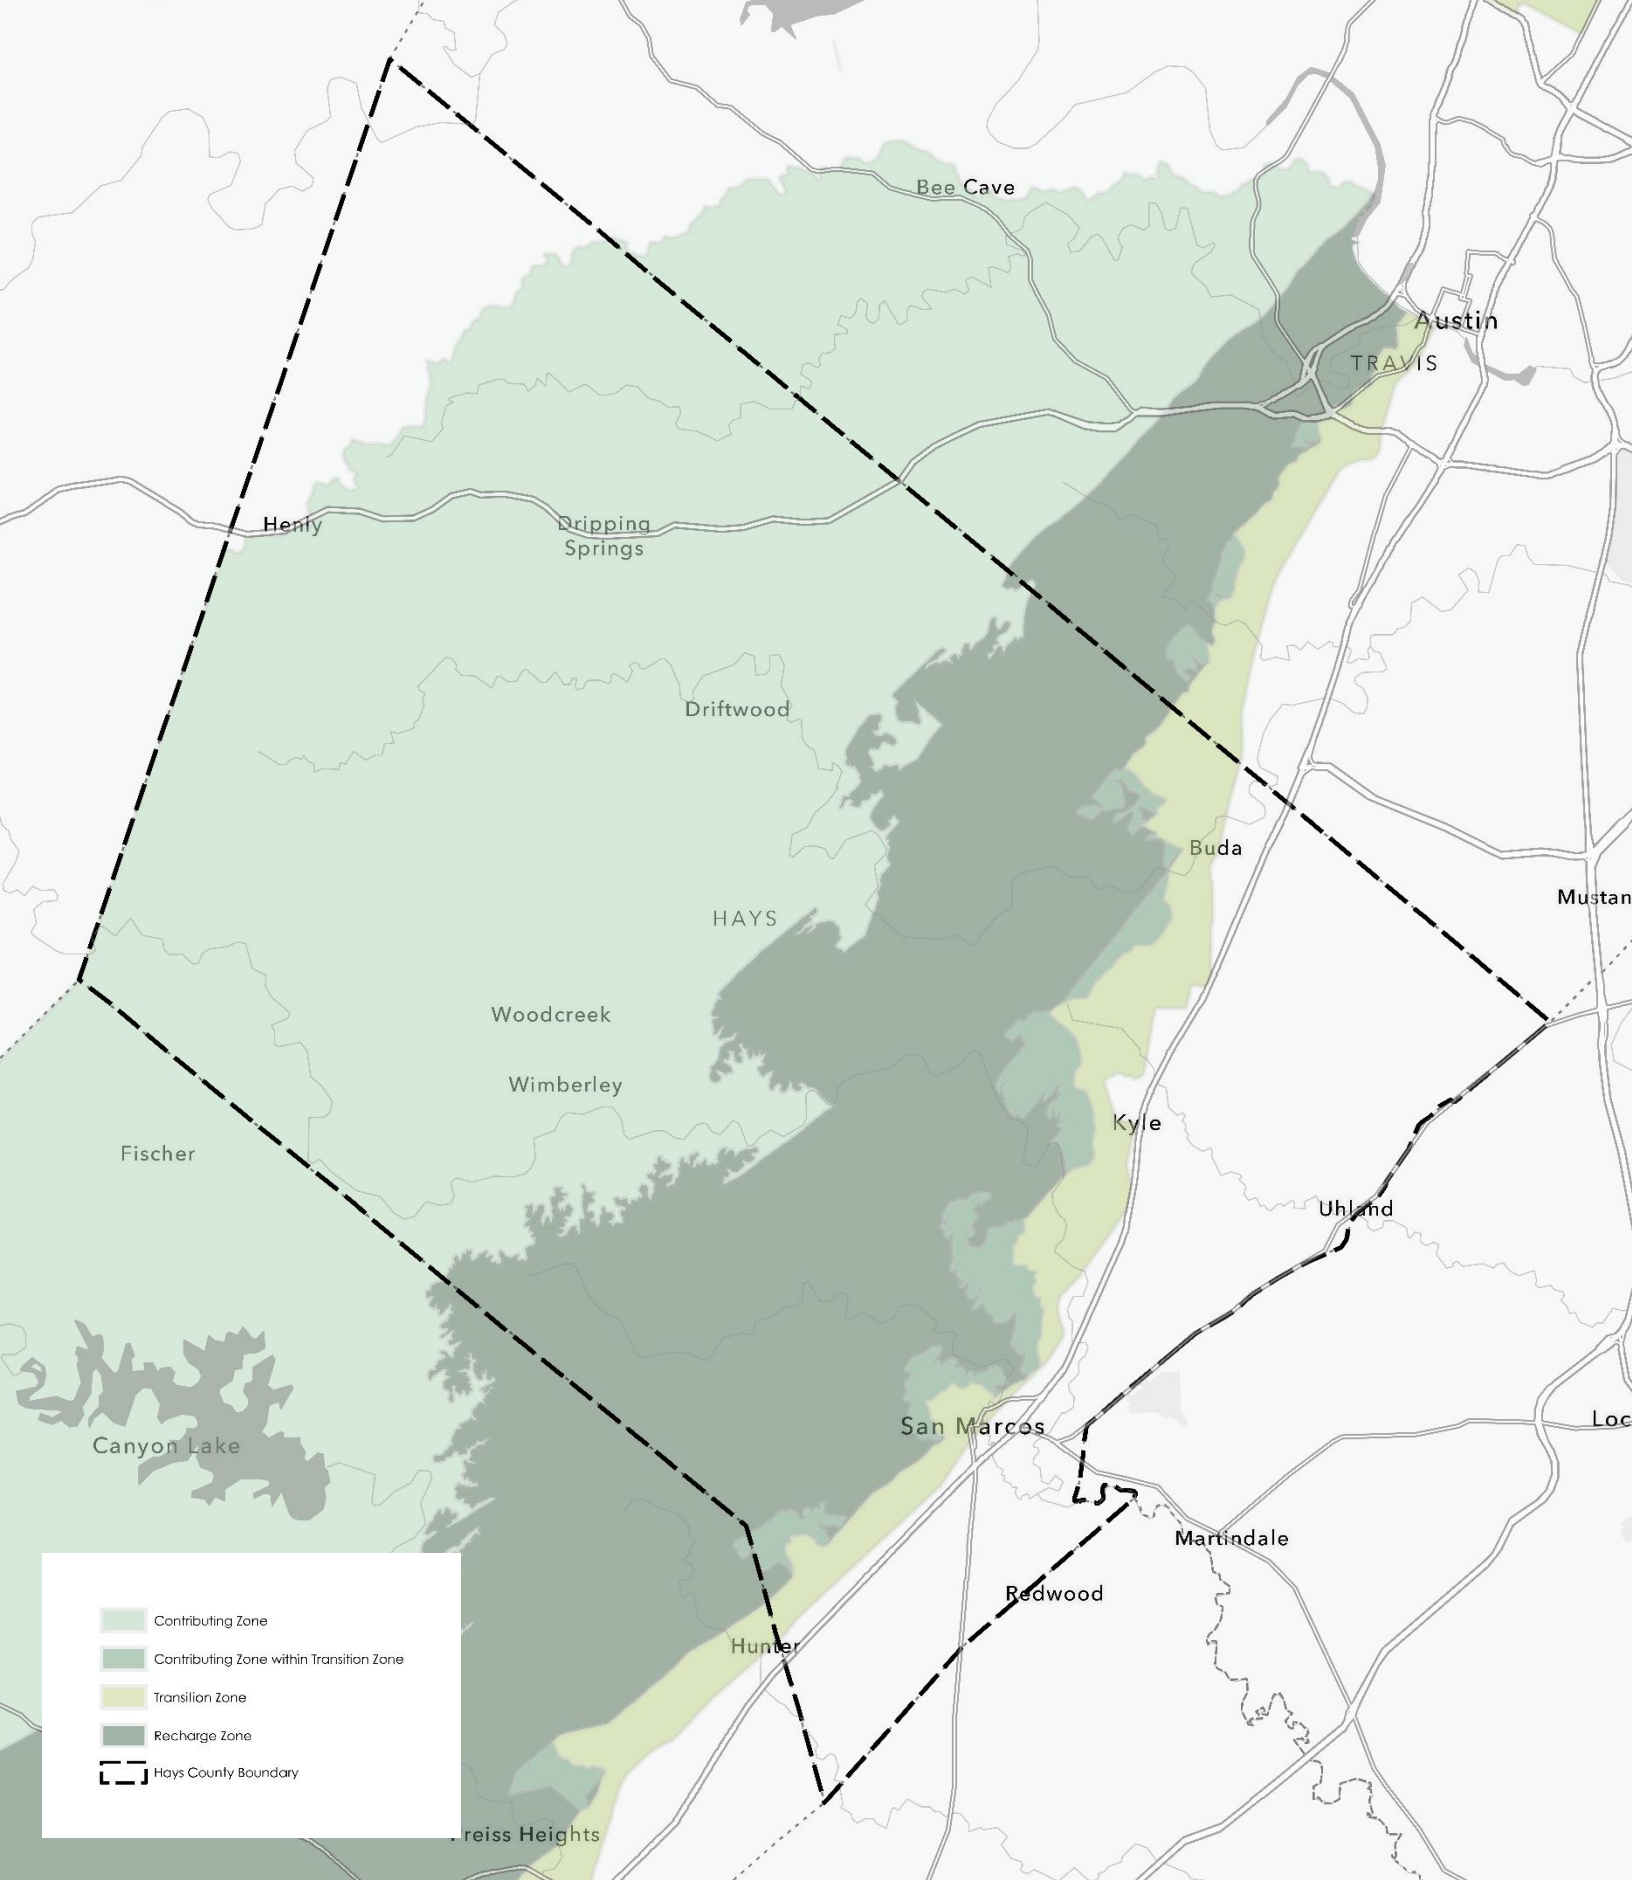 Bee Cave
Austin
TRAVIS
Henly
Dripping
Springs
Driftwood
Buda
Mustan
HAYS
Woodcreek
Wimberley
Kyle
Fischer
Uhland
Loc
San Marcos
Canyon Lake
Martindale
Redwood
Hunter
Contributing Zone
Contributing Zone within Transition Zone
Transilion Zone
Recharge Zone
Hays County Boundary
reiss Heights